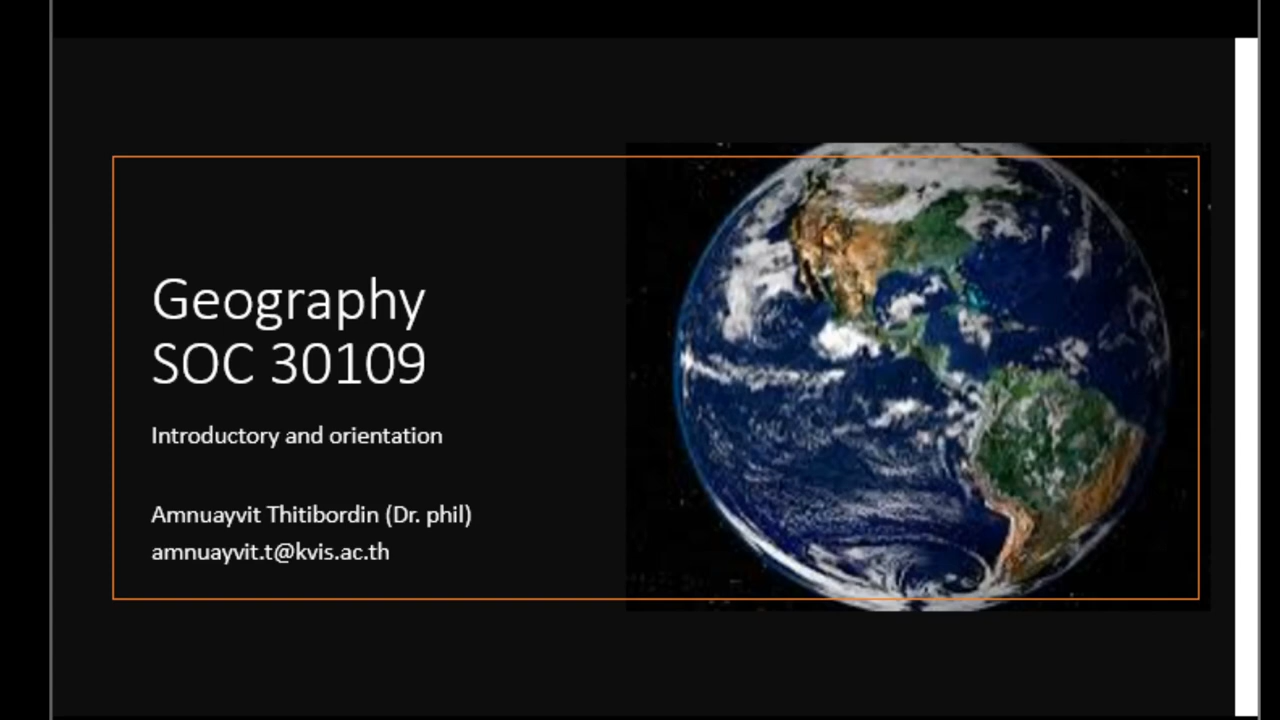 Geography
SOC 30109
Introductory and orientation
Amnuayvit Thitibordin (Dr. phil)
amnuayvit.t@kvis.ac.th